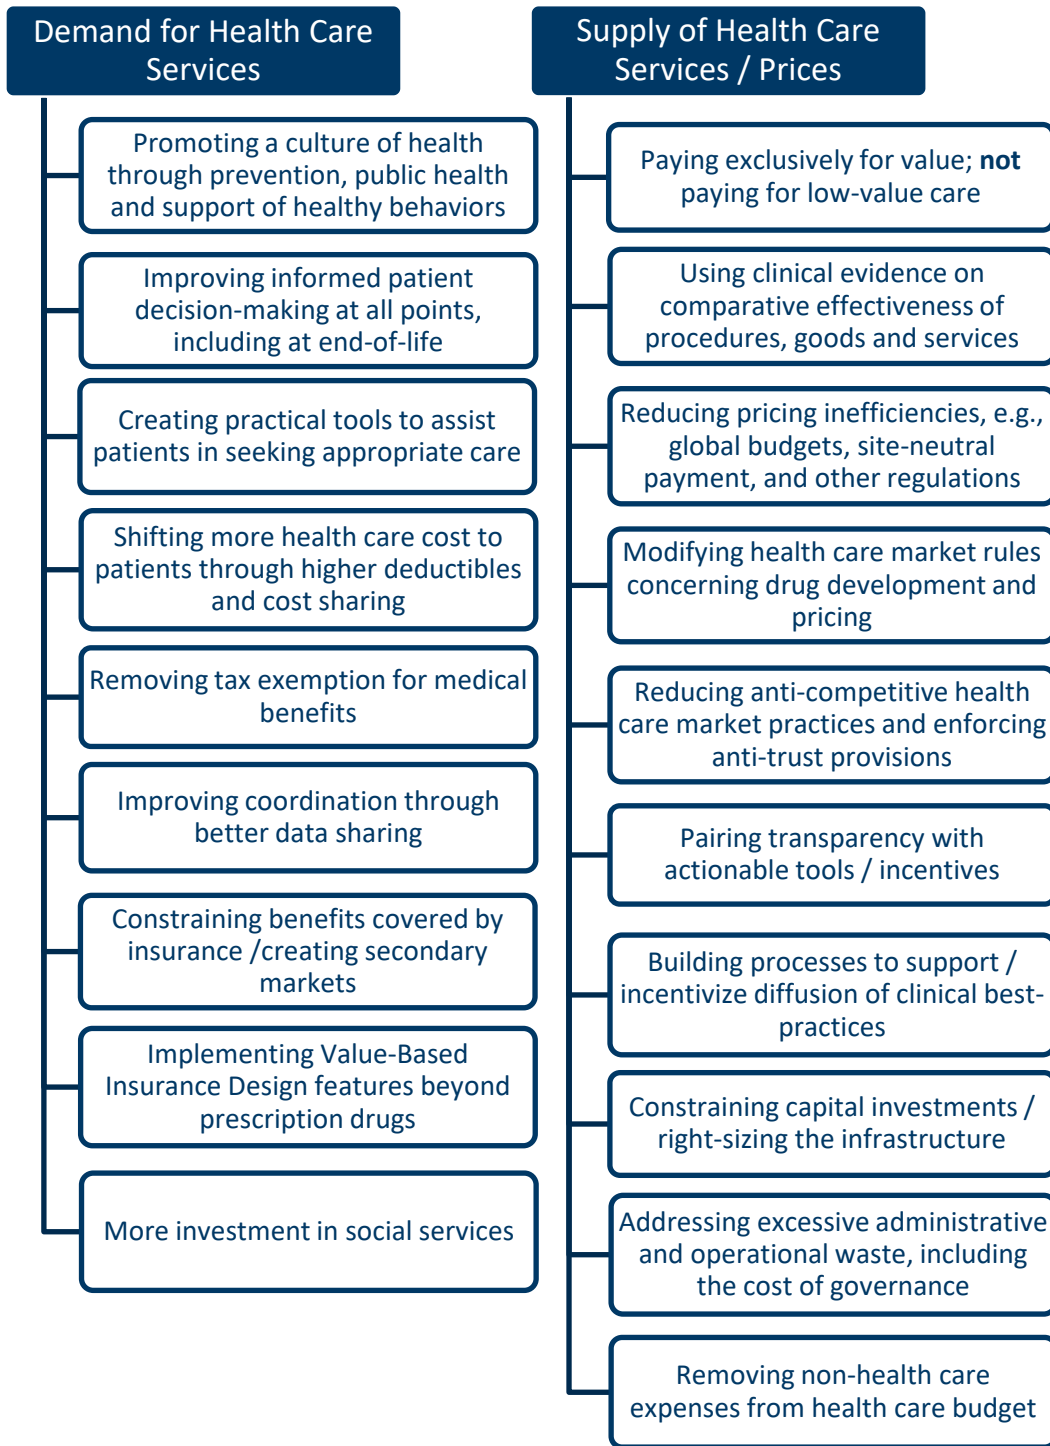 Demand for Health Care
Services
Promoting a culture of health
through prevention, public health
and support of healthy behaviors
Improving informed patient
decision-making at all points,
including at end-of-life
Creating practical tools to assist
patients in seeking appropriate care
Shifting more health care cost to
patients through higher deductibles
and cost sharing
Removing tax exemption for medical
benefits
Improving coordination through
better data sharing
Constraining benefits covered by
insurance /creating secondary
markets
Implementing Value-Based
Insurance Design features beyond
prescription drugs
More investment in social services
Supply of Health Care
Services / Prices
Paying exclusively for value; not
paying for low-value care
Using clinical evidence on
comparative effectiveness of
procedures, goods and services
Reducing pricing inefficiencies, e.g.,
global budgets, site-neutral
payment, and other regulations
Modifying health care market rules
concerning drug development and
pricing
Reducing anti-competitive health
care market practices and enforcing
anti-trust provisions
Pairing transparency with
actionable tools / incentives
Building processes to support /
incentivize diffusion of clinical best-
practices
Constraining capital investments /
right-sizing the infrastructure
Addressing excessive administrative
and operational waste, including
the cost of governance
Removing non-health care
expenses from health care budget